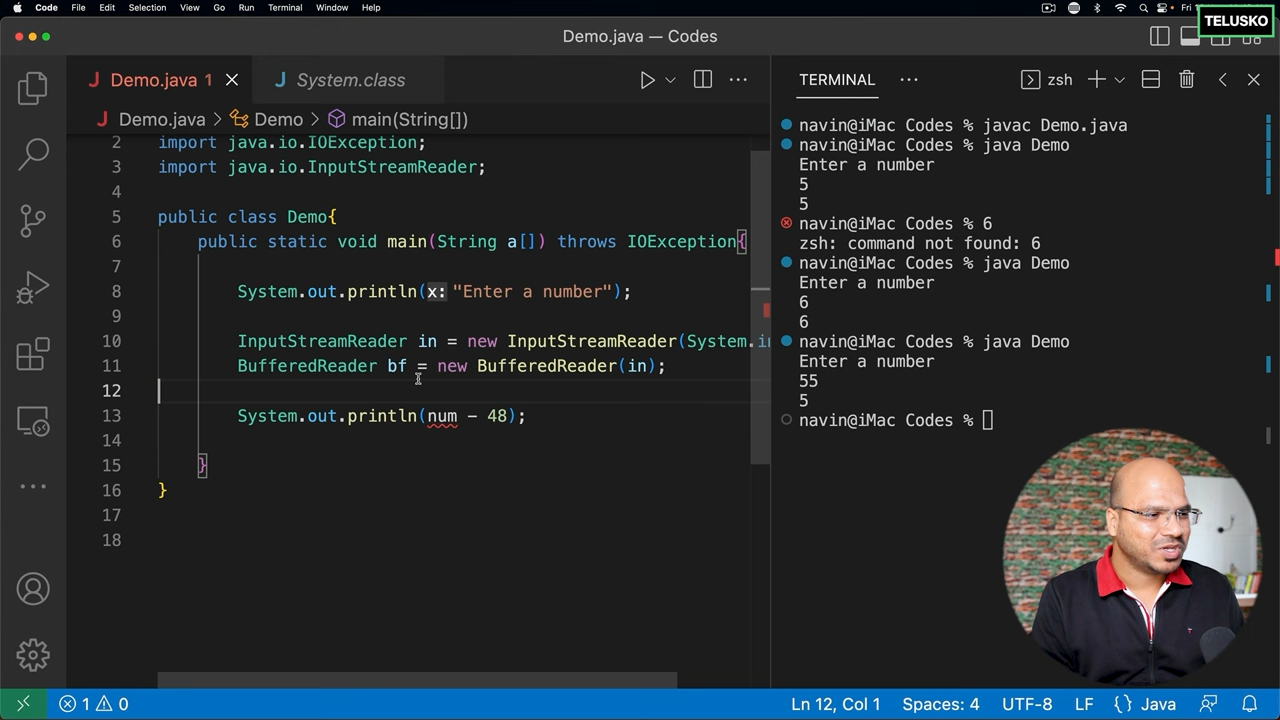 Code File Edit Selection View Go Run Terminal Window Help Fri
TELUSKO
Demo.java — Codes
Demo.java 1 System.class
Demo.java > Demo > main(String[])
2 import java.io.IOException;
3 import java.io.InputStreamReader;
4
5 public class Demo{
6 public static void main(String a[]) throws IOException{
7
8 System.out.println(x: "Enter a number");
9
10 InputStreamReader in = new InputStreamReader(System.in
11 BufferedReader bf = new BufferedReader(in);
12
13 System.out.println(num - 48);
14
15 }
16 }
17
18
TERMINAL ... zsh
navin@iMac Codes % javac Demo.java
navin@iMac Codes % java Demo
Enter a number
5
5
navin@iMac Codes % 6
zsh: command not found: 6
navin@iMac Codes % java Demo
Enter a number
6
6
navin@iMac Codes % java Demo
Enter a number
55
5
navin@iMac Codes %
1 0 Ln 12, Col 1 Spaces: 4 UTF-8 LF {} Java